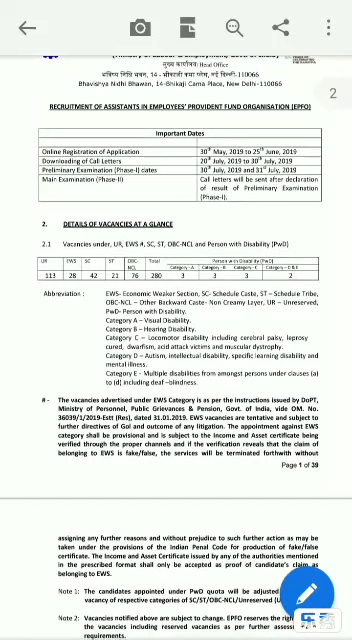 (Ministry of Labour & Employment, Govt. of India)
मुख्य कार्यालय/ Head Office
भविष्य निधि भवन, 14 - भीकाजी कामा प्लेस, नई दिल्ली-110066
Bhavishya Nidhi Bhawan, 14-Bhikaji Cama Place, New Delhi-110066
2
RECRUITMENT OF ASSISTANTS IN EMPLOYEES' PROVIDENT FUND ORGANISATION (EPFO)
Important Dates
Online Registration of Application 30th May, 2019 to 25th June, 2019
Downloading of Call Letters 20th July, 2019 to 30th July, 2019
Preliminary Examination (Phase-I) dates 30th July, 2019 and 31st July, 2019
Main Examination (Phase-II) Call letters will be sent after declaration
of result of Preliminary Examination
(Phase-I).
2. DETAILS OF VACANCIES AT A GLANCE
2.1 Vacancies under, UR, EWS #, SC, ST, OBC-NCL and Person with Disability (PwD)
UR EWS SC ST OBC-NCL Total Person with Disability (PwD)
Category - A Category - B Category - C Category - D & E
113 28 42 21 76 280 3 3 3 2
Abbreviation : EWS- Economic Weaker Section, SC- Schedule Caste, ST – Schedule Tribe,
OBC-NCL – Other Backward Caste- Non Creamy Layer, UR – Unreserved,
PwD- Person with Disability.
Category A – Visual Disability.
Category B – Hearing Disability.
Category C – Locomotor disability including cerebral palsy, leprosy
cured, dwarfism, acid attack victims and muscular dystrophy.
Category D – Autism, intellectual disability, specific learning disability and
mental illness.
Category E - Multiple disabilities from amongst persons under clauses (a)
to (d) including deaf –blindness.
# - The vacancies advertised under EWS Category is as per the instructions issued by DoPT,
Ministry of Personnel, Public Grievances & Pension, Govt. of India, vide OM. No.
36039/1/2019-Estt (Res), dated 31.01.2019. EWS vacancies are tentative and subject to
further directives of GoI and outcome of any litigation. The appointment against EWS
category shall be provisional and is subject to the Income and Asset certificate being
verified through the proper channels and if the verification reveals that the claim of
belonging to EWS is fake/false, the services will be terminated forthwith without
Page 1 of 39
assigning any further reasons and without prejudice to such further action as may be
taken under the provisions of the Indian Penal Code for production of fake/false
certificate. The Income and Asset Certificate issued by any of the authorities mentioned
in the prescribed format shall only be accepted as proof of candidate's claim as
belonging to EWS.
Note 1: The candidates appointed under PwD quota will be adjusted
vacancy of respective categories of SC/ST/OBC-NCL/Unreserved
Note 2: Vacancies notified above are subject to change. EPFO reserves the
the vacancies including reserved vacancies as per further
requirements.